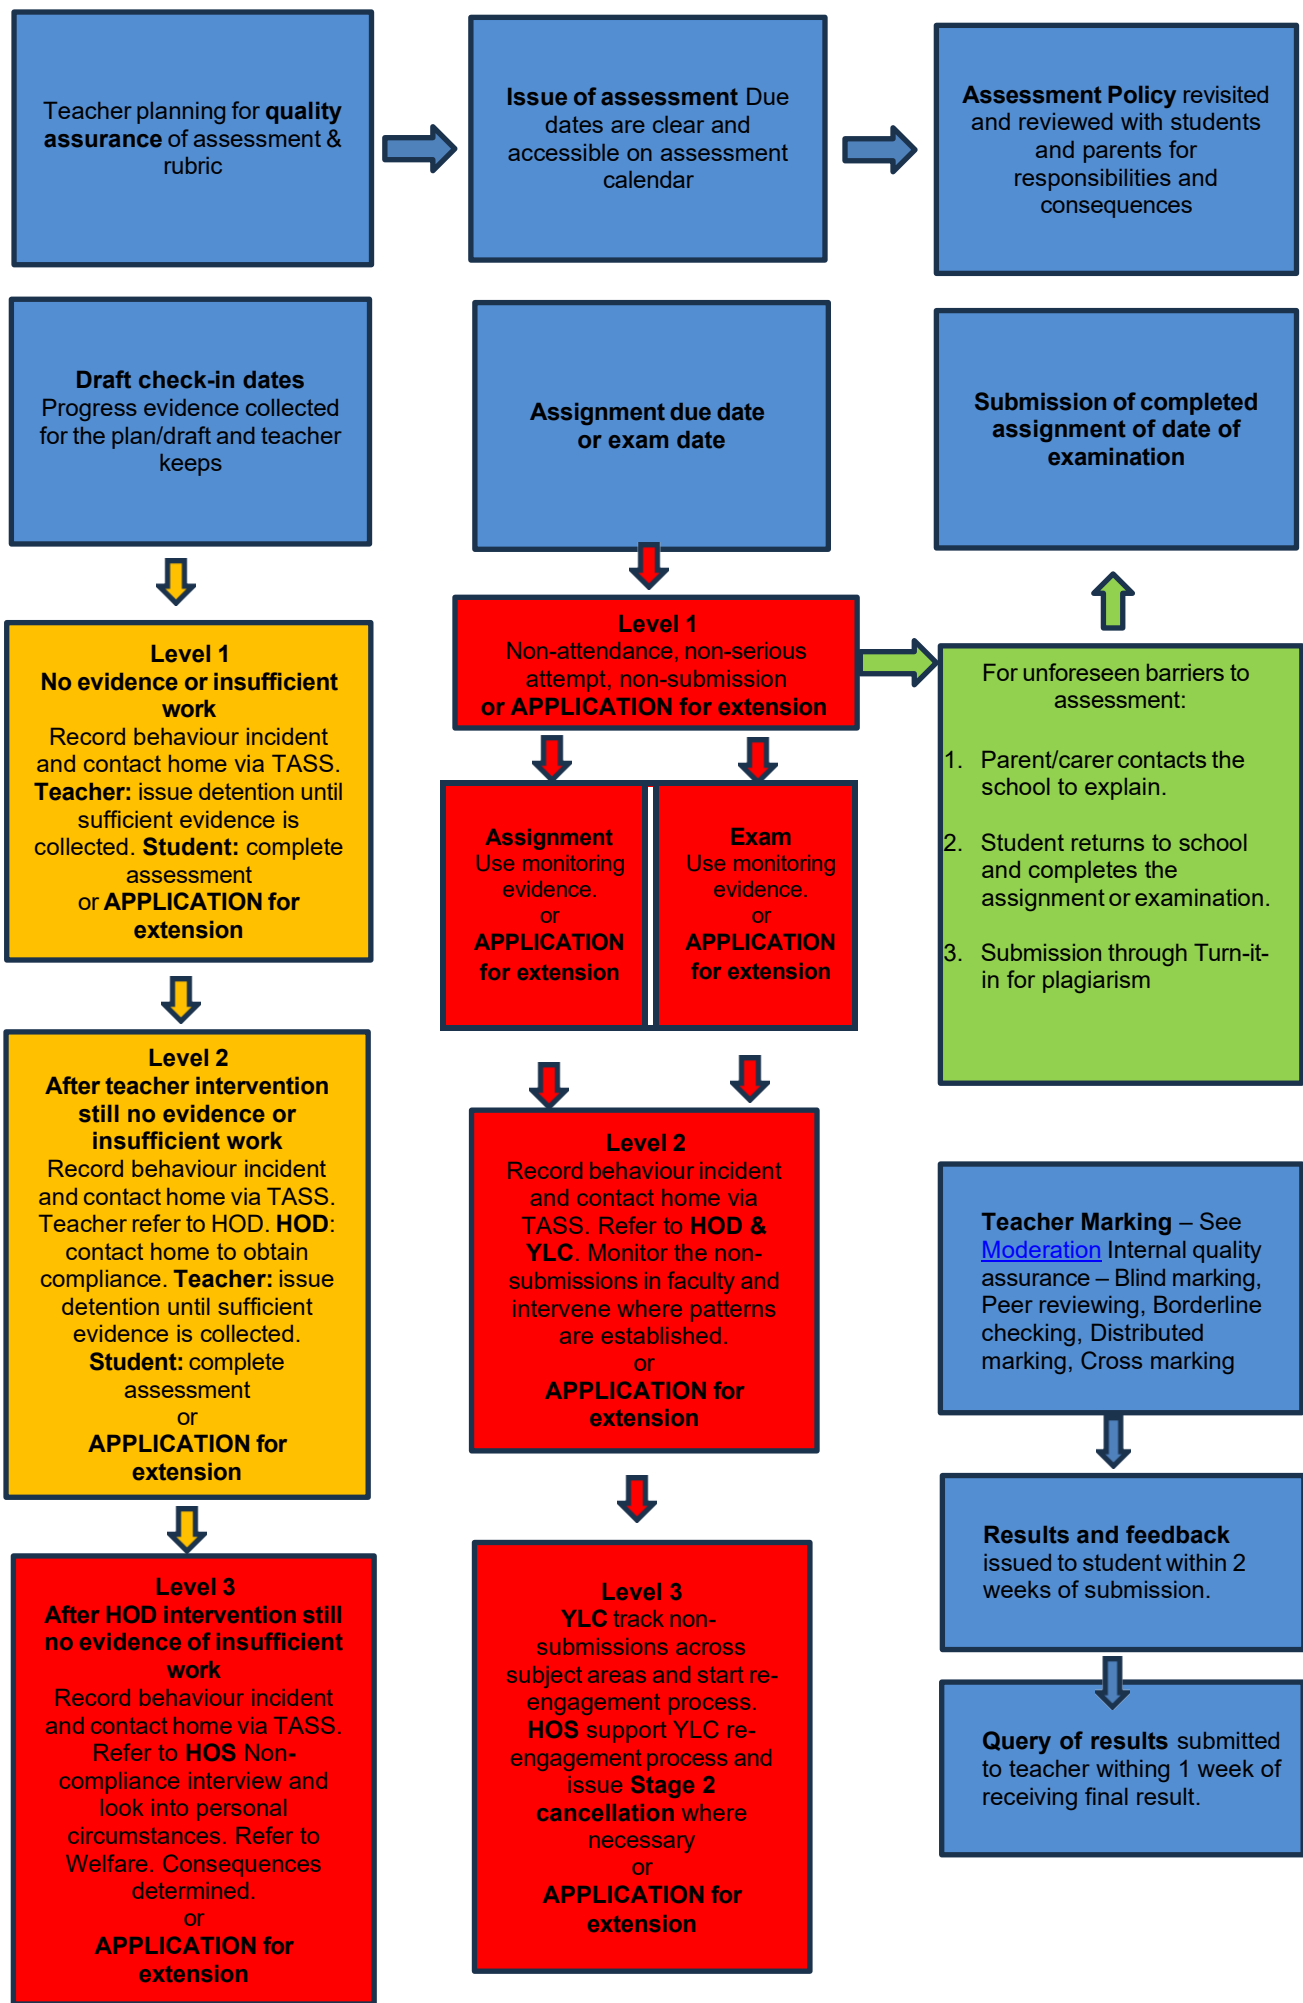 Teacher planning for quality
assurance of assessment &
rubric
Issue of assessment Due
dates are clear and
accessible on assessment
calendar
Assessment Policy revisited
and reviewed with students
and parents for
responsibilities and
consequences
Draft check-in dates
Progress evidence collected
for the plan/draft and teacher
keeps
Assignment due date
or exam date
Submission of completed
assignment of date of
examination
Level 1
No evidence or insufficient
work
Record behaviour incident
and contact home via TASS.
Teacher: issue detention until
sufficient evidence is
collected. Student: complete
assessment
or APPLICATION for
extension
Level 1
Non-attendance, non-serious
attempt, non-submission
or APPLICATION for extension
Assignment
Use monitoring
evidence.
or
APPLICATION
for extension
Exam
Use monitoring
evidence.
or
APPLICATION
for extension
For unforeseen barriers to
assessment:
1. Parent/carer contacts the
school to explain.
2. Student returns to school
and completes the
assignment or examination.
3. Submission through Turn-it-
in for plagiarism
Level 2
After teacher intervention
still no evidence or
insufficient work
Record behaviour incident
and contact home via TASS.
Teacher refer to HOD. HOD:
contact home to obtain
compliance. Teacher: issue
detention until sufficient
evidence is collected.
Student: complete
assessment
or
APPLICATION for
extension
Level 2
Record behaviour incident
and contact home via
TASS. Refer to HOD &
YLC. Monitor the non-
submissions in faculty and
intervene where patterns
are established.
or
APPLICATION for
extension
Teacher Marking – See
Moderation Internal quality
assurance – Blind marking,
Peer reviewing, Borderline
checking, Distributed
marking, Cross marking
Level 3
After HOD intervention still
no evidence of insufficient
work
Record behaviour incident
and contact home via TASS.
Refer to HOS Non-
compliance interview and
look into personal
circumstances. Refer to
Welfare. Consequences
determined.
or
APPLICATION for
extension
Level 3
YLC track non-
submissions across
subject areas and start re-
engagement process.
HOS support YLC re-
engagement process and
issue Stage 2
cancellation where
necessary
or
APPLICATION for
extension
Results and feedback
issued to student within 2
weeks of submission.
Query of results submitted
to teacher withing 1 week of
receiving final result.